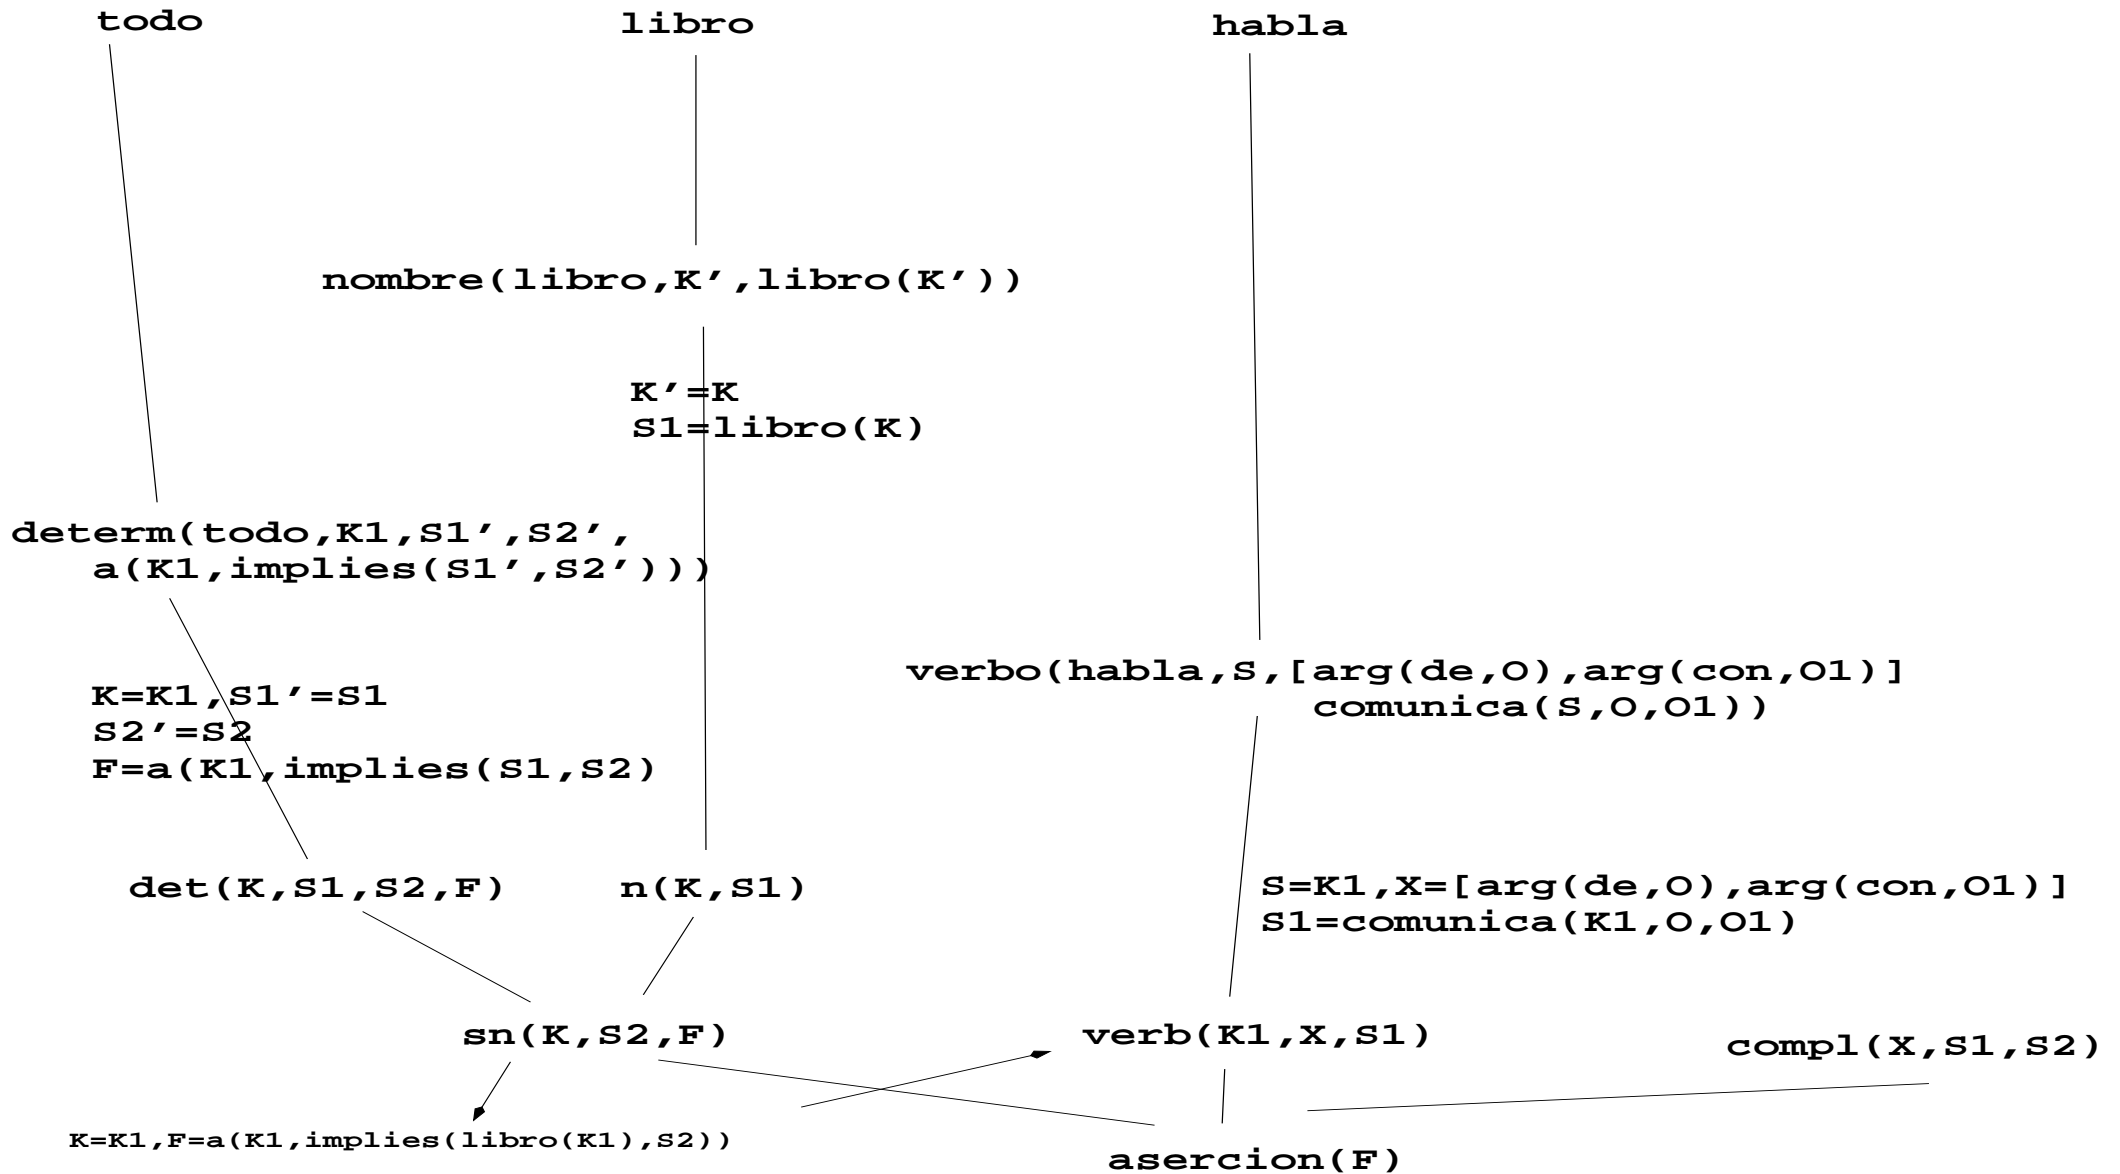 todo
libro
habla
nombre(libro,K’,libro(K’))
K’=K
S1=libro(K)
determ(todo,K1,S1’,S2’,
a(K1,implies(S1’,S2’)))
verbo(habla,S,[arg(de,O),arg(con,O1)]
comunica(S,O,O1))
K=K1,S1’=S1
S2’=S2
F=a(K1,implies(S1,S2)
det(K,S1,S2,F)
n(K,S1)
S=K1,X=[arg(de,O),arg(con,O1)]
S1=comunica(K1,O,O1)
sn(K,S2,F)
verb(K1,X,S1)
compl(X,S1,S2)
K=K1,F=a(K1,implies(libro(K1),S2))
asercion(F)